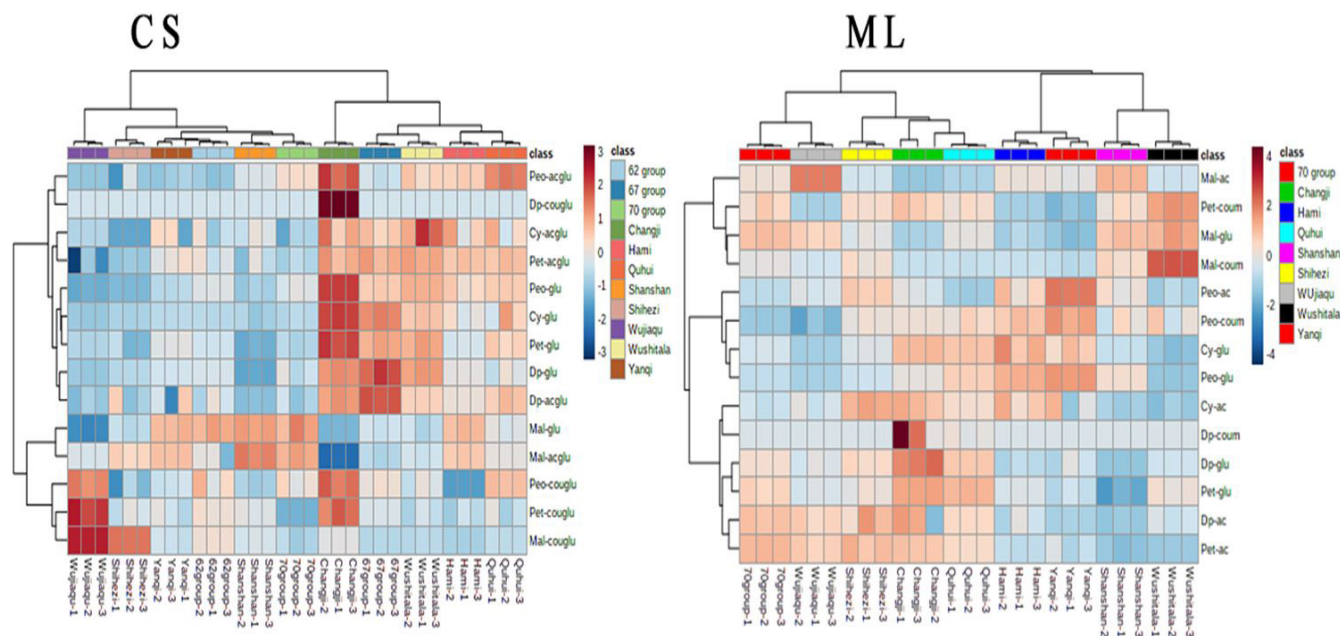 CS
ML
class
Peo-acglu
Dp-couglu
Cy-acglu
Pet-acglu
Peo-glu
Cy-glu
Pet-glu
Dp-glu
Dp-acglu
Mal-glu
Mal-acglu
Peo-couglu
Pet-couglu
Mal-couglu
3
2
1
0
-1
-2
-3
class
62 group
67 group
70 group
Changji
Hami
Quhui
Shanshan
Shihezi
Wujiaqu
Wushitala
Yanqi
Wujiaqu-1
Wujiaqu-2
Wujiaqu-3
Shihezi-1
Shihezi-2
Shihezi-3
Yanqi-2
Yanqi-3
Yanqi-1
62group-1
62group-2
62group-3
Shanshan-2
Shanshan-1
Shanshan-3
70group-1
70group-2
70group-3
Changji-2
Changji-1
Changji-3
67group-1
67group-2
67group-3
Wushitala-2
Wushitala-1
Wushitala-3
Hami-2
Hami-1
Hami-3
Quhui-1
Quhui-2
Quhui-3
class
Mal-ac
Pet-coum
Mal-glu
Mal-coum
Peo-ac
Peo-coum
Cy-glu
Peo-glu
Cy-ac
Dp-coum
Dp-glu
Pet-glu
Dp-ac
Pet-ac
4
2
0
-2
-4
class
70 group
Changji
Hami
Quhui
Shanshan
Shihezi
WUjiaqu
Wushitala
Yanqi
70group-1
70group-2
70group-3
Wujiaqu-2
Wujiaqu-1
Wujiaqu-3
Shihezi-2
Shihezi-1
Shihezi-3
Changji-1
Changji-3
Changji-2
Quhui-2
Quhui-1
Quhui-3
Hami-2
Hami-1
Hami-3
Yanqi-2
Yanqi-1
Yanqi-3
Shanshan-2
Shanshan-1
Shanshan-3
Wushitala-1
Wushitala-2
Wushitala-3